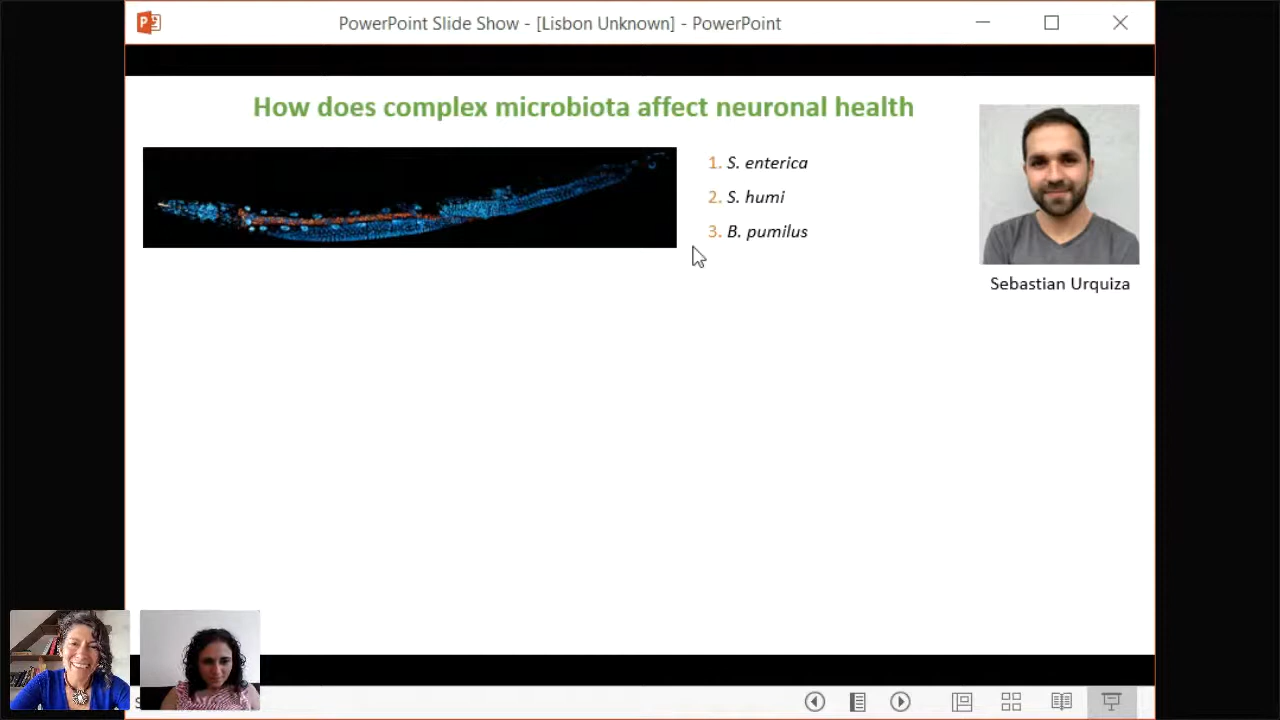 PowerPoint Slide Show - [Lisbon Unknown] - PowerPoint
How does complex microbiota affect neuronal health
1. S. enterica
2. S. humi
3. B. pumilus
Sebastian Urquiza